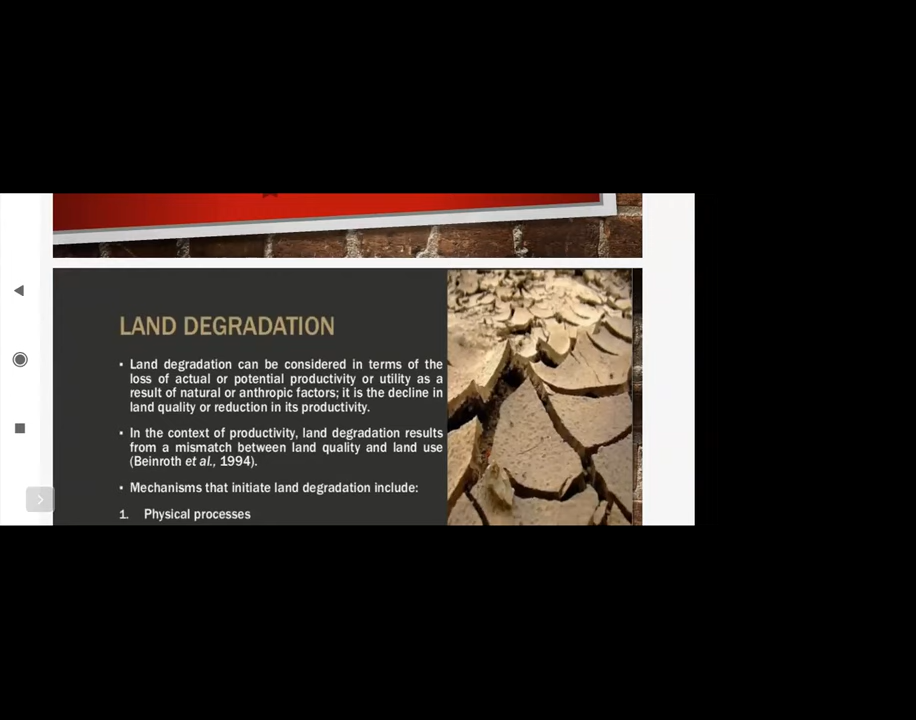 LAND DEGRADATION
▪ Land degradation can be considered in terms of the
loss of actual or potential productivity or utility as a
result of natural or anthropic factors; it is the decline in
land quality or reduction in its productivity.
▪ In the context of productivity, land degradation results
from a mismatch between land quality and land use
(Beinroth et al., 1994).
▪ Mechanisms that initiate land degradation include:
1. Physical processes